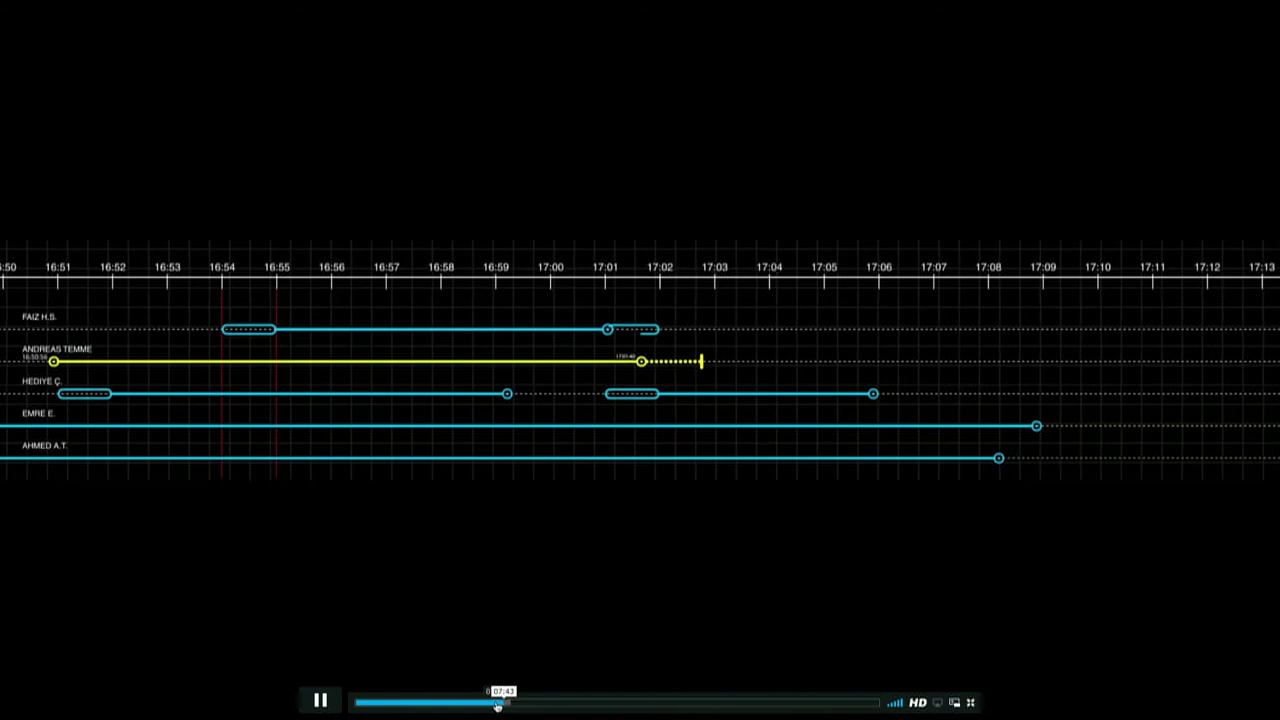 :50 16:51 16:52 16:53 16:54 16:55 16:56 16:57 16:58 16:59 17:00 17:01 17:02 17:03 17:04 17:05 17:06 17:07 17:08 17:09 17:10 17:11 17:12 17:13
FAIZ H.S.
ANDREAS TEMME
HEDIYE Ç.
EMRE E.
AHMED A.T.
07:43
HD